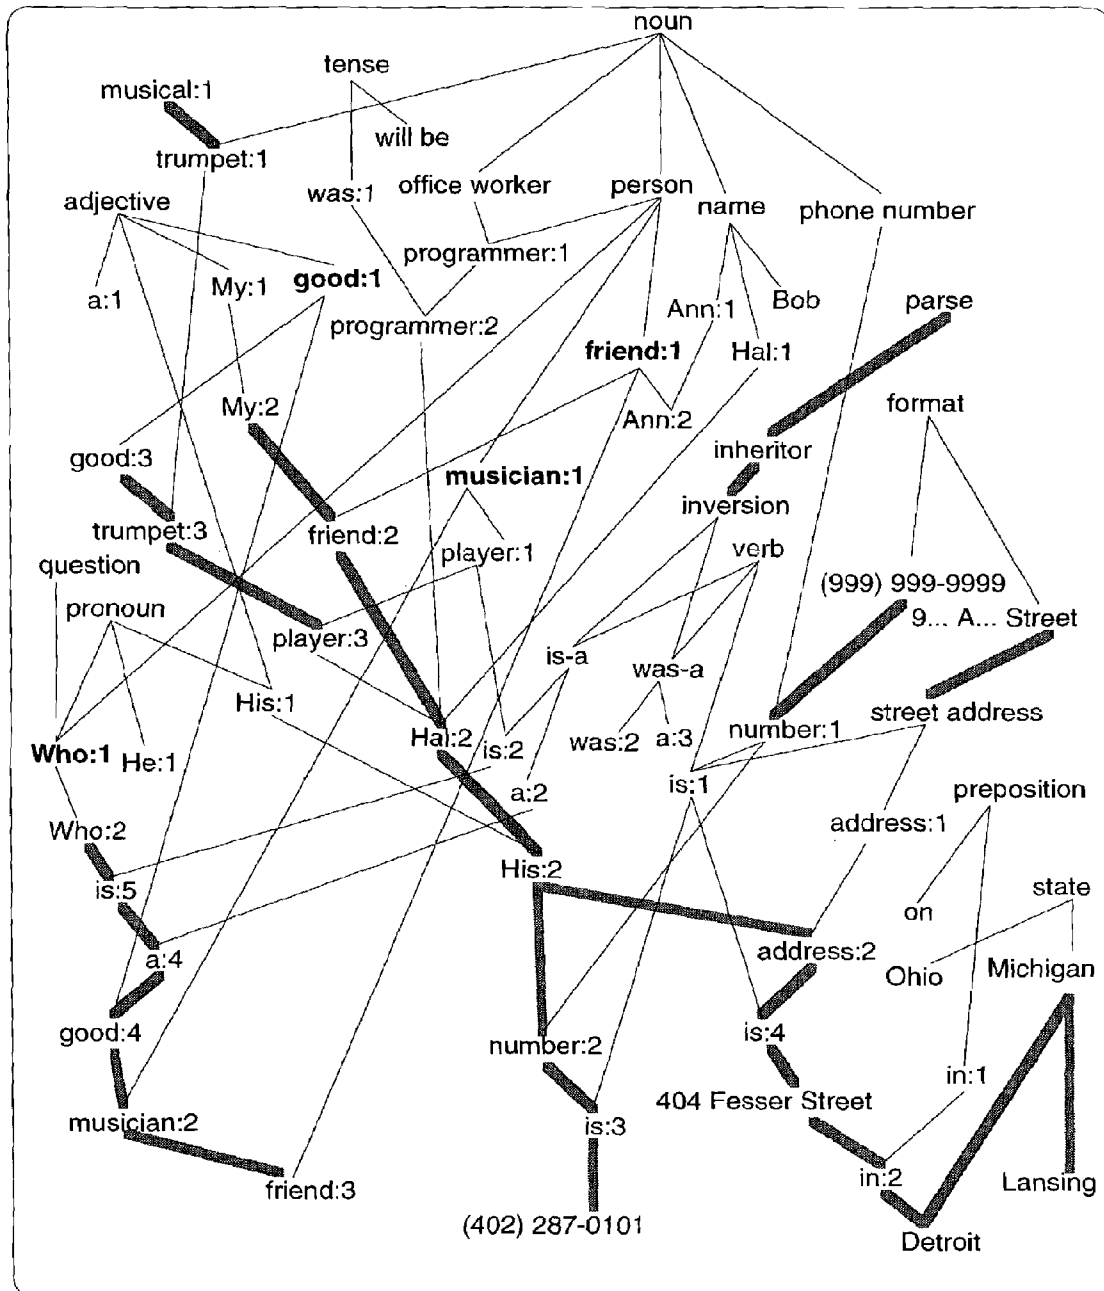 noun
tense
musical:1
will be
trumpet:1
was:1
office worker
person
adjective
name
phone number
programmer:1
good:1
My:1
a:1
Ann:1
Bob
parse
programmer:2
friend:1
Hal:1
My:2
format
Ann:2
good:3
inheritor
musician:1
inversion
trumpet:3
friend:2
player:1
verb
question
(999) 999-9999
pronoun
9... A... Street
player:3
is-a
was-a
His:1
street address
number:1
Hal:2
is:2
was:2
a:3
Who:1
He:1
is:1
a:2
preposition
Who:2
address:1
His:2
is:5
state
on
address:2
a:4
Ohio
Michigan
good:4
is:4
number:2
in:1
404 Fesser Street
musician:2
is:3
in:2
Lansing
friend:3
(402) 287-0101
Detroit